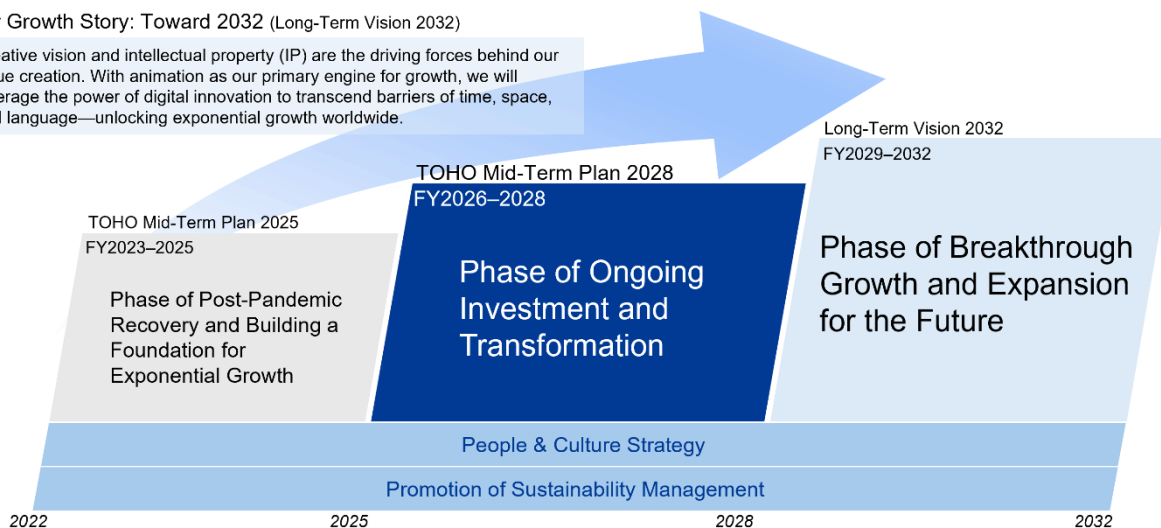 Growth Story: Toward 2032 (Long-Term Vision 2032)
vision and intellectual property (IP) are the driving forces behind our
creation. With animation as our primary engine for growth, we will
the power of digital innovation to transcend barriers of time, space,
language—unlocking exponential growth worldwide.
Long-Term Vision 2032
FY2029–2032
Phase of Breakthrough
Growth and Expansion
for the Future
TOHO Mid-Term Plan 2028
FY2026–2028
Phase of Ongoing
Investment and
Transformation
TOHO Mid-Term Plan 2025
FY2023–2025
Phase of Post-Pandemic
Recovery and Building a
Foundation for
Exponential Growth
People & Culture Strategy
Promotion of Sustainability Management
2022 2025 2028 2032